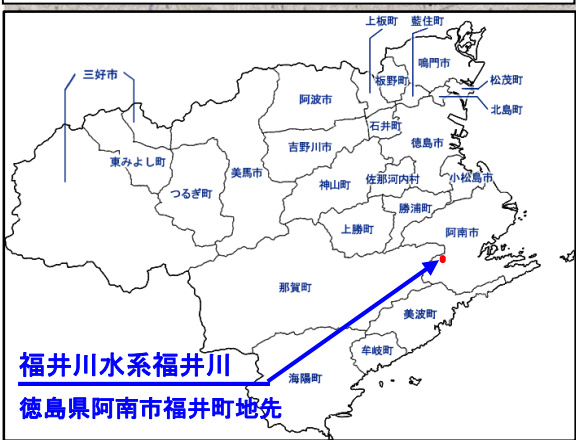 上板町
藍住町
鳴門市
板野町
松茂町
北島町
三好市
阿波市
石井町
徳島市
吉野川市
東みよし町
美馬市
つるぎ町
神山町
佐那河内村
小松島市
勝浦町
上勝町
阿南市
那賀町
美波町
牟岐町
海陽町
福井川水系福井川
徳島県阿南市福井町地先